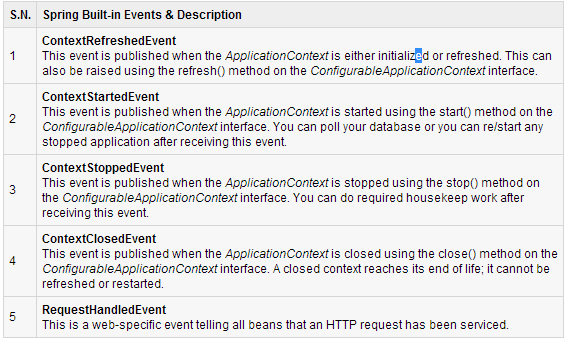 S.N. Spring Built-in Events & Description
1 ContextRefreshedEvent
This event is published when the ApplicationContext is either initialized or refreshed. This can
also be raised using the refresh() method on the ConfigurableApplicationContext interface.
2 ContextStartedEvent
This event is published when the ApplicationContext is started using the start() method on the
ConfigurableApplicationContext interface. You can poll your database or you can re/start any
stopped application after receiving this event.
3 ContextStoppedEvent
This event is published when the ApplicationContext is stopped using the stop() method on
the ConfigurableApplicationContext interface. You can do required housekeep work after
receiving this event.
4 ContextClosedEvent
This event is published when the ApplicationContext is closed using the close() method on the
ConfigurableApplicationContext interface. A closed context reaches its end of life; it cannot be
refreshed or restarted.
5 RequestHandledEvent
This is a web-specific event telling all beans that an HTTP request has been serviced.